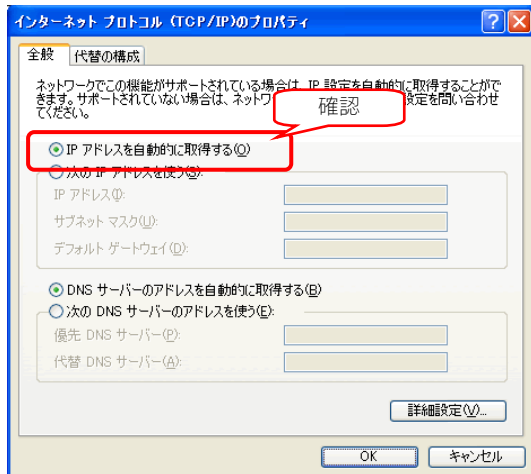 インターネット プロトコル (TCP/IP)のプロパティ
全般 代替の構成
ネットワークでこの機能がサポートされている場合は、IP 設定を自動的に取得することがで
きます。サポートされていない場合は、ネットワ 設定を問い合わせ
てください。
確認
IP アドレスを自動的に取得する(O)
次の IP アドレスを使う(S):
IP アドレス(I):
サブネット マスク(U):
デフォルト ゲートウェイ(D):
DNS サーバーのアドレスを自動的に取得する(B)
次の DNS サーバーのアドレスを使う(E):
優先 DNS サーバー(P):
代替 DNS サーバー(A):
詳細設定(V)...
OK キャンセル